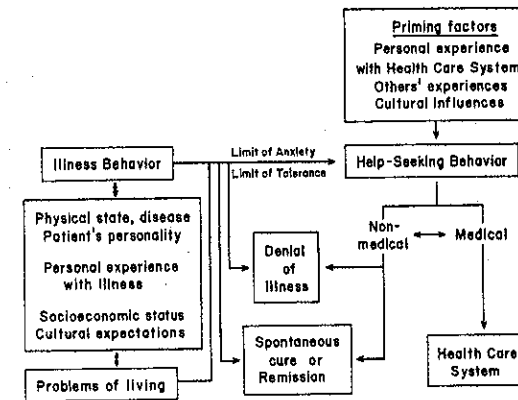 Priming factors
Personal experience
with Health Care System
Others' experiences
Cultural Influences
Limit of Anxiety
Limit of Tolerance
Illness Behavior
Help-Seeking Behavior
Physical state, disease
Patient's personality
Personal experience
with Illness
Socioeconomic status
Cultural expectations
Non-
medical
Medical
Denial
of
Illness
Spontaneous
cure or
Remission
Health Care
System
Problems of living